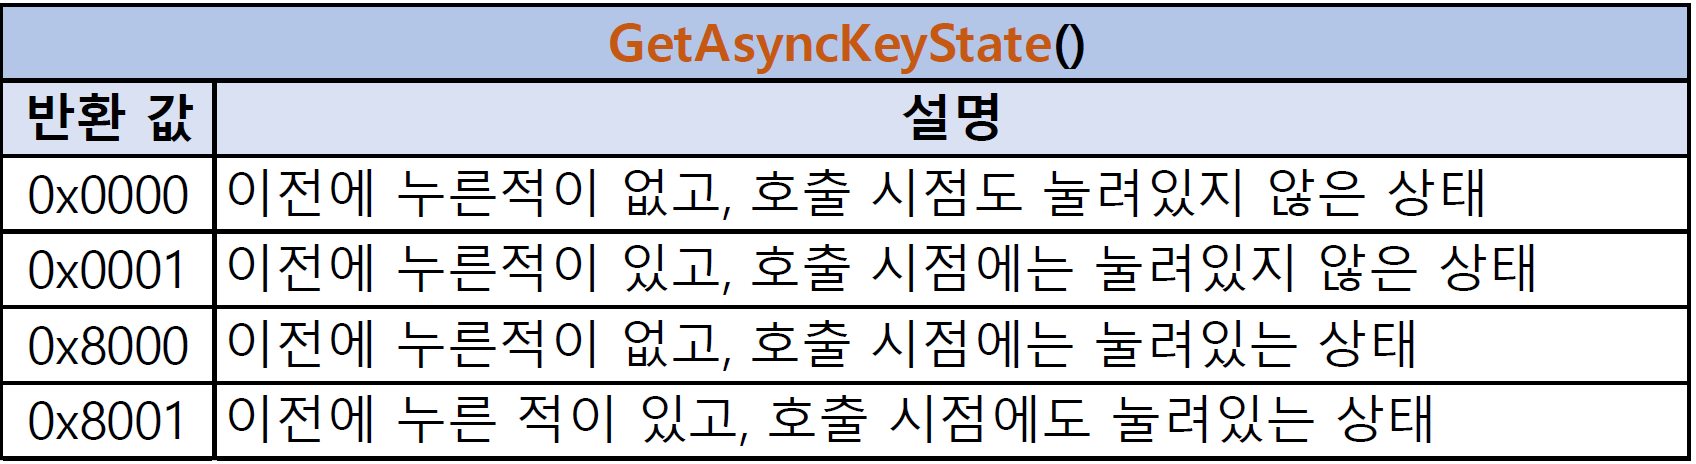 GetAsyncKeyState()
반환 값 설명
0x0000 이전에 누른적이 없고, 호출 시점도 눌려있지 않은 상태
0x0001 이전에 누른적이 있고, 호출 시점에는 눌려있지 않은 상태
0x8000 이전에 누른적이 없고, 호출 시점에는 눌려있는 상태
0x8001 이전에 누른 적이 있고, 호출 시점에도 눌려있는 상태